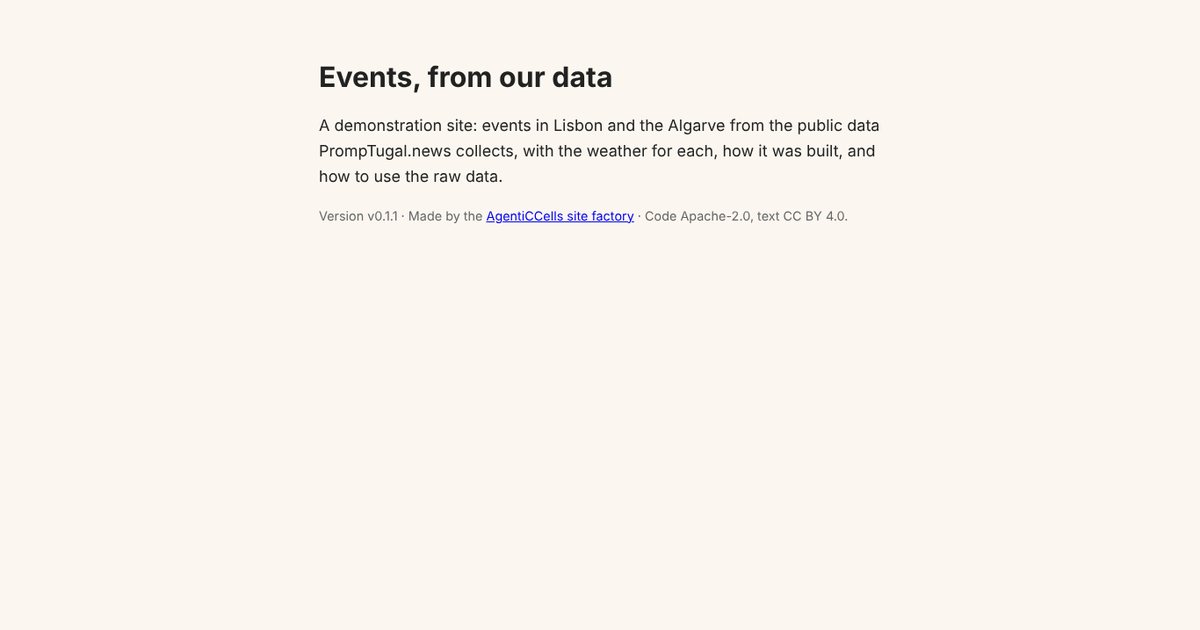 Events, from our data
A demonstration site: events in Lisbon and the Algarve from the public data
PrompTugal.news collects, with the weather for each, how it was built, and
how to use the raw data.
Version v0.1.1 · Made by the AgentiCCells site factory · Code Apache-2.0, text CC BY 4.0.